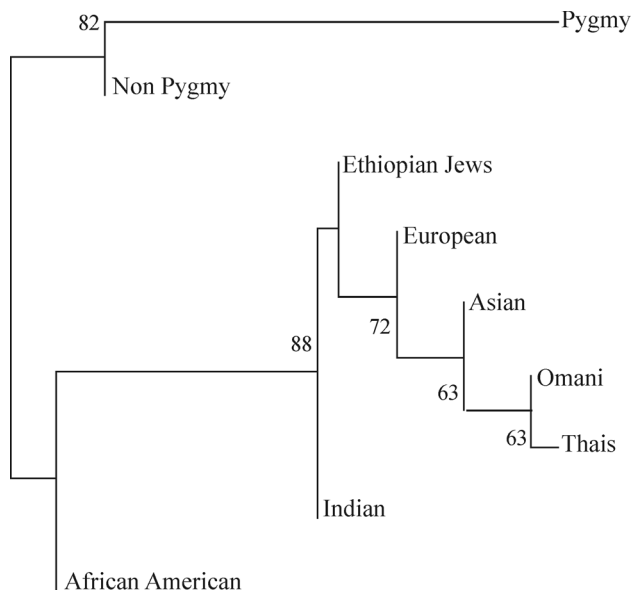 82
Pygmy
Non Pygmy
Ethiopian Jews
European
Asian
72
88
Omani
63
63
Thais
Indian
African American